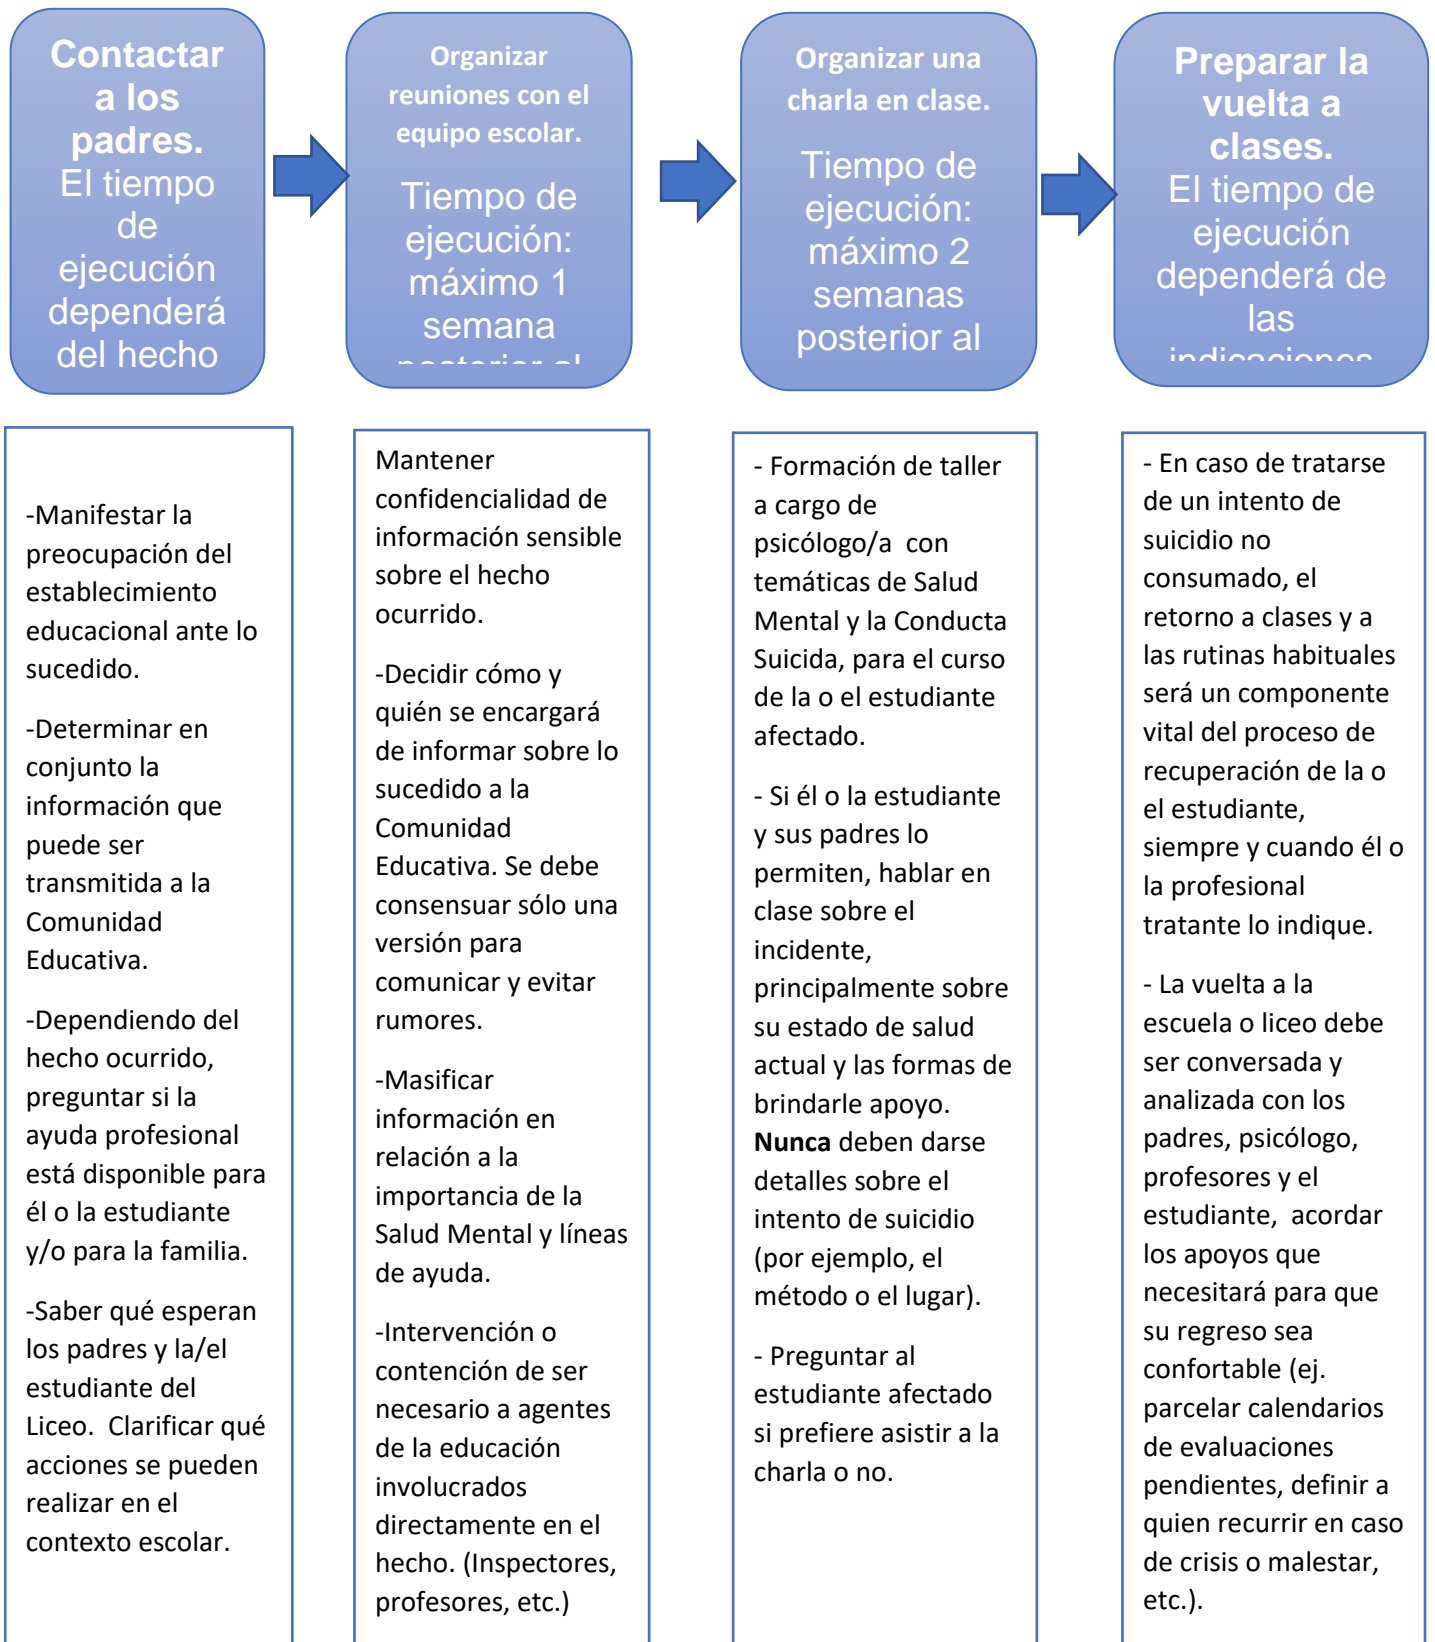 Contactar
a los
padres.
El tiempo
de
ejecución
dependerá
del hecho
Organizar
reuniones con el
equipo escolar.
Tiempo de
ejecución:
máximo 1
semana
posterior al
Organizar una
charla en clase.
Tiempo de
ejecución:
máximo 2
semanas
posterior al
Preparar la
vuelta a
clases.
El tiempo de
ejecución
dependerá de
las
indicaciones
-Manifestar la
preocupación del
establecimiento
educacional ante lo
sucedido.
-Determinar en
conjunto la
información que
puede ser
transmitida a la
Comunidad
Educativa.
-Dependiendo del
hecho ocurrido,
preguntar si la
ayuda profesional
está disponible para
él o la estudiante
y/o para la familia.
-Saber qué esperan
los padres y la/el
estudiante del
Liceo.  Clarificar qué
acciones se pueden
realizar en el
contexto escolar.
Mantener
confidencialidad de
información sensible
sobre el hecho
ocurrido.
-Decidir cómo y
quién se encargará
de informar sobre lo
sucedido a la
Comunidad
Educativa. Se debe
consensuar sólo una
versión para
comunicar y evitar
rumores.
-Masificar
información en
relación a la
importancia de la
Salud Mental y líneas
de ayuda.
-Intervención o
contención de ser
necesario a agentes
de la educación
involucrados
directamente en el
hecho. (Inspectores,
profesores, etc.)
- Formación de taller
a cargo de
psicólogo/a  con
temáticas de Salud
Mental y la Conducta
Suicida, para el curso
de la o el estudiante
afectado.
- Si él o la estudiante
y sus padres lo
permiten, hablar en
clase sobre el
incidente,
principalmente sobre
su estado de salud
actual y las formas de
brindarle apoyo.
Nunca deben darse
detalles sobre el
intento de suicidio
(por ejemplo, el
método o el lugar).
- Preguntar al
estudiante afectado
si prefiere asistir a la
charla o no.
- En caso de tratarse
de un intento de
suicidio no
consumado, el
retorno a clases y a
las rutinas habituales
será un componente
vital del proceso de
recuperación de la o
el estudiante,
siempre y cuando él o
la profesional
tratante lo indique.
- La vuelta a la
escuela o liceo debe
ser conversada y
analizada con los
padres, psicólogo,
profesores y el
estudiante,  acordar
los apoyos que
necesitará para que
su regreso sea
confortable (ej.
parcelar calendarios
de evaluaciones
pendientes, definir a
quien recurrir en caso
de crisis o malestar,
etc.).